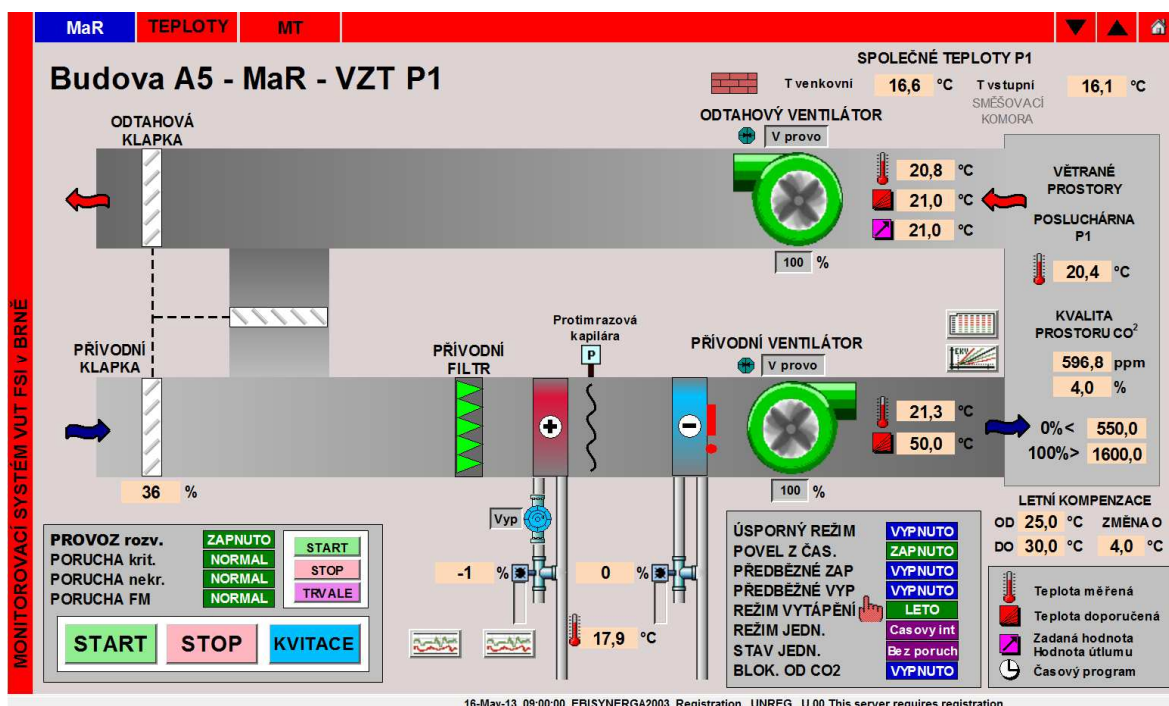 MaR TEPLOTY MT
Budova A5 - MaR - VZT P1
SPOLEČNÉ TEPLOTY P1
T venkovní 16,6 °C T vstupní 16,1 °C
SMĚŠOVACÍ
KOMORA
ODTAHOVÁ
KLAPKA
ODTAHOVÝ VENTILÁTOR
V provo
20,8 °C
21,0 °C
21,0 °C
100 %
VĚTRANÉ
PROSTORY
POSLUCHÁRNA
P1
20,4 °C
KVALITA
PROSTORU CO2
596,8 ppm
4,0 %
0%< 550,0
100%> 1600,0
PŘÍVODNÍ
KLAPKA
36 %
PŘÍVODNÍ
FILTR
Protimrazová
kapilára
P
PŘÍVODNÍ VENTILÁTOR
V provo
EKV
21,3 °C
50,0 °C
100 %
+
-
!
Vyp
-1 %
0 %
17,9 °C
LETNÍ KOMPENZACE
OD 25,0 °C ZMĚNA O
DO 30,0 °C 4,0 °C
PROVOZ rozv. ZAPNUTO
PORUCHA krit. NORMAL
PORUCHA nekr. NORMAL
PORUCHA FM NORMAL
START
STOP
TRVALE
START STOP KVITACE
ÚSPORNÝ REŽIM VYPNUTO
POVEL Z ČAS. ZAPNUTO
PŘEDBĚZNÉ ZAP VYPNUTO
PŘEDBĚZNÉ VYP VYPNUTO
REŽIM VYTÁPĚNÍ LETO
REŽIM JEDN. Casovy int
STAV JEDN. Bez poruch
BLOK. OD CO2 VYPNUTO
Teplota měřená
Teplota doporučená
Zadaná hodnota
Hodnota útlumu
Časový program
MONITOROVACÍ SYSTÉM VUT FSI v BRNĚ
16-May-13 09:00:00 EBISYNERGA2003 Registration UNREG U 00 This server requires registration